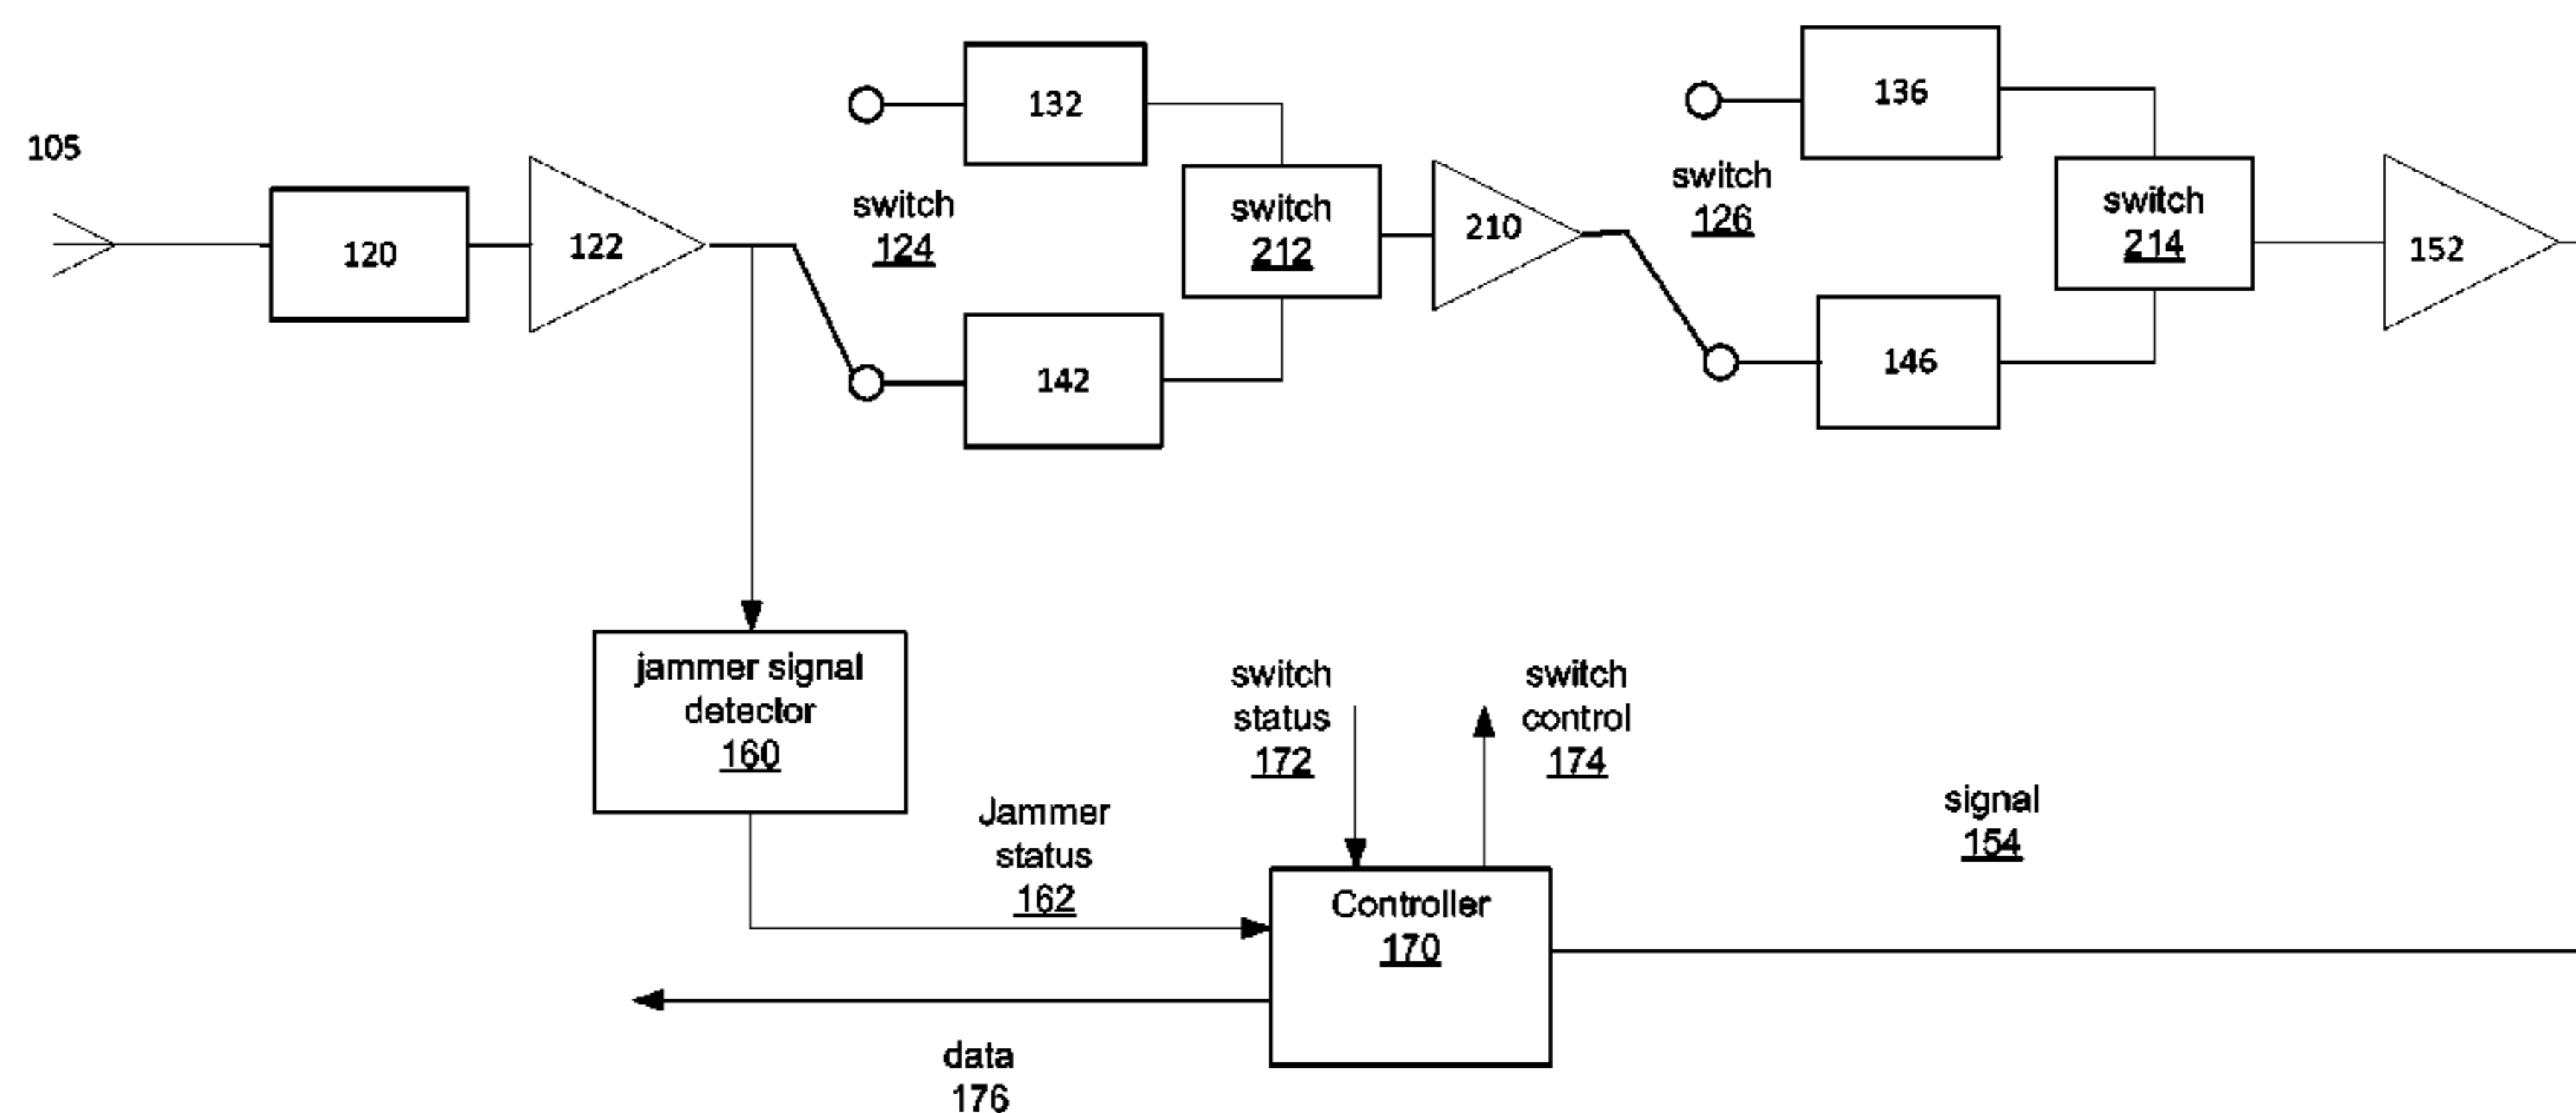 105
120
122
switch
124
132
142
switch
212
210
switch
126
136
146
switch
214
152
jammer signal
detector
160
Jammer
status
162
switch
status
172
switch
control
174
Controller
170
signal
154
data
176